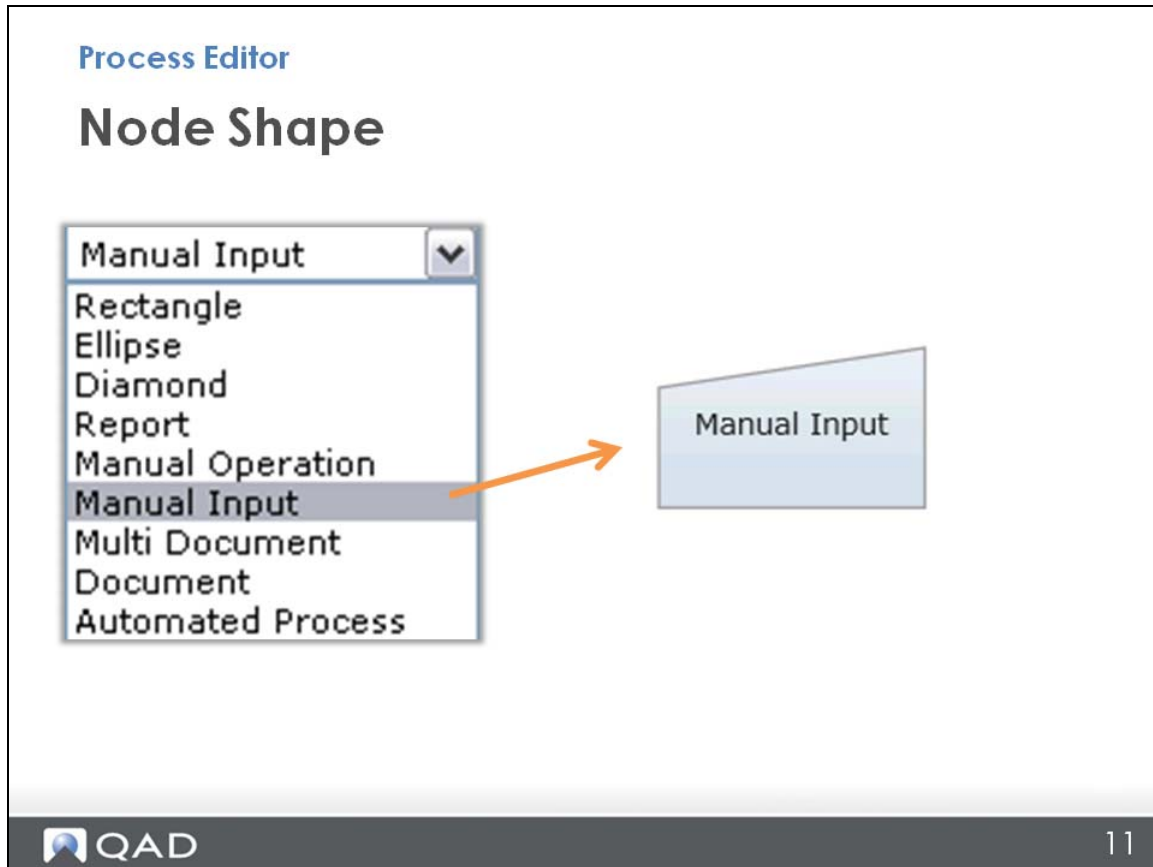 Process Editor
Node Shape
Manual Input
Rectangle
Ellipse
Diamond
Report
Manual Operation
Manual Input
Multi Document
Document
Automated Process
Manual Input
QAD
11